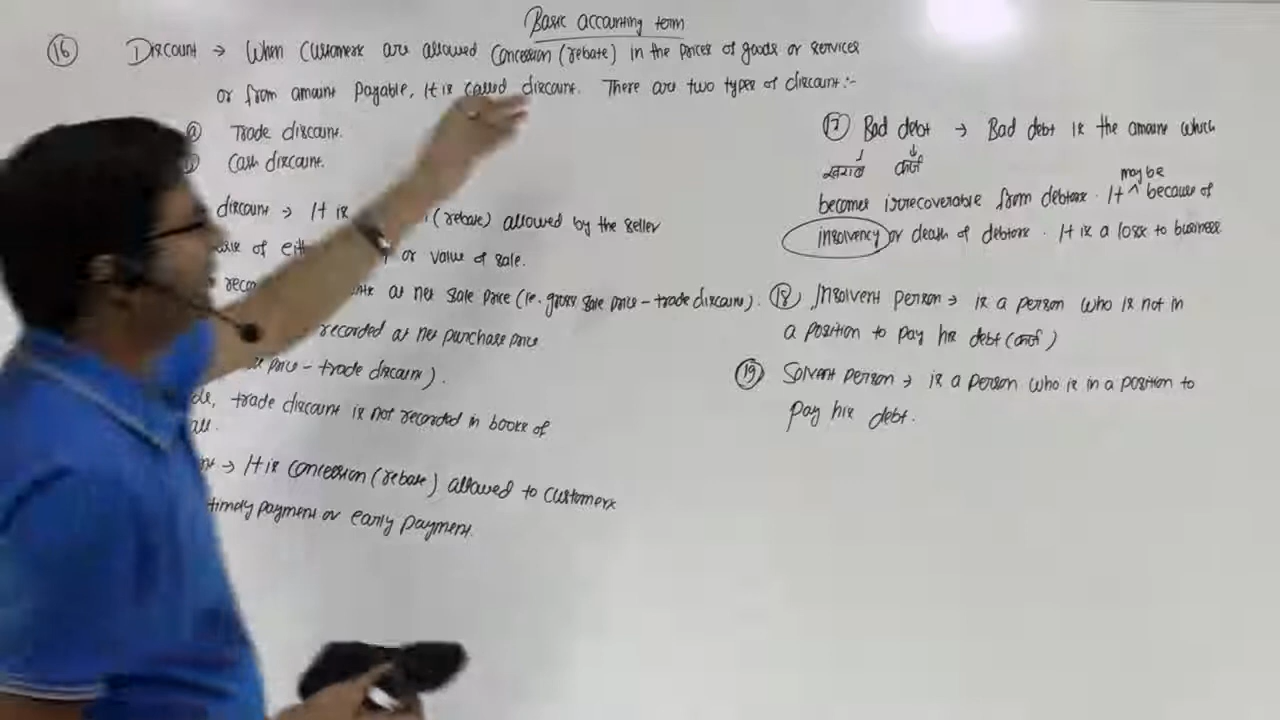 Basic accounting term
(16) Discount → When customers are allowed concession (rebate) in the prices of goods or services
or from amount payable, It is called discount. There are two types of discount:-
(a) Trade discount.
Cash discount.
discount → It is (rebate) allowed by the seller
of or value of sale.
as net sale price (i.e. gross sale price - trade discount).
recorded as net purchase price
price - trade discount).
trade discount is not recorded in books of
→ It is concession (rebate) allowed to customers
timely payment or early payment.
(17) Bad debt → Bad debt is the amount which
खराब कर्ज
may be
becomes irrecoverable from debtors. It ^ because of
insolvency or death of debtors. It is a loss to business
(18) Insolvent person → is a person who is not in
a position to pay his debt (कर्ज)
(19) Solvent person → is a person who is in a position to
pay his debt.